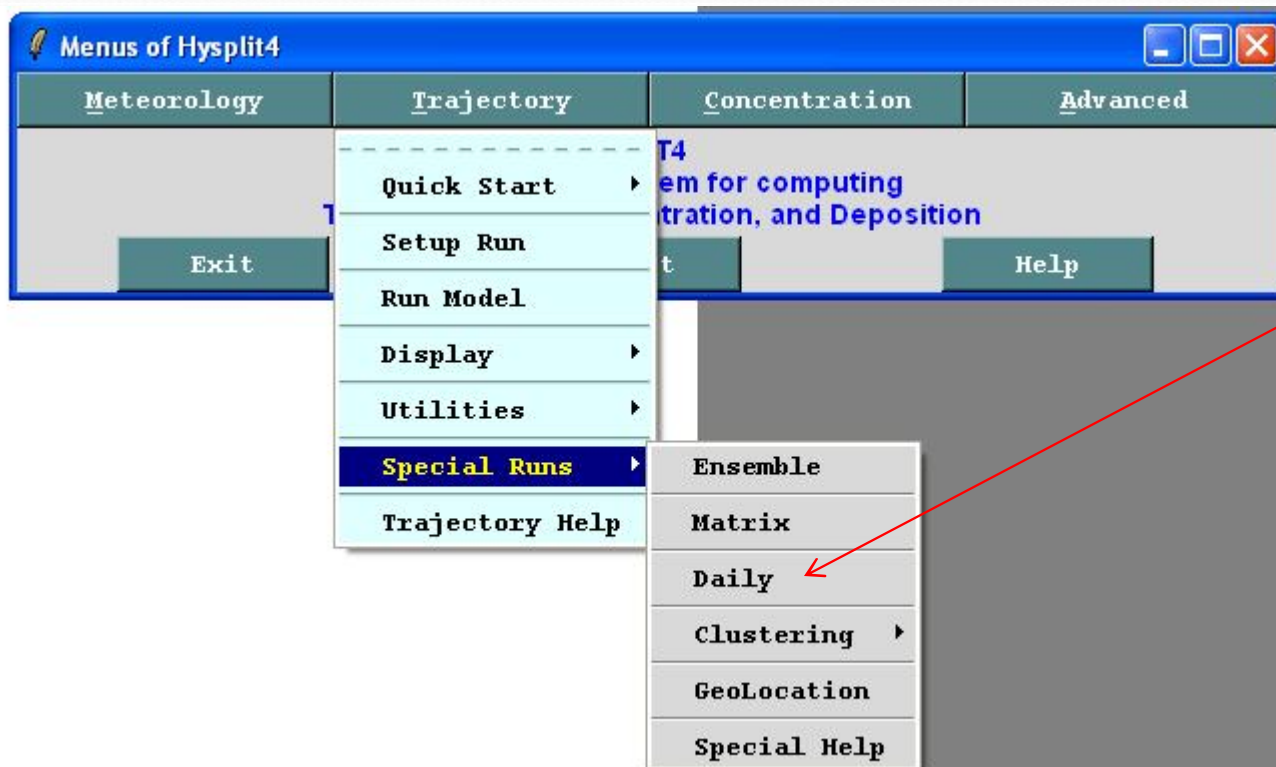 Menus of Hysplit4
Meteorology Trajectory Concentration Advanced
T4
em for computing
T tration, and Deposition
Exit t Help
Quick Start
Setup Run
Run Model
Display
Utilities
Special Runs
Trajectory Help
Ensemble
Matrix
Daily
Clustering
GeoLocation
Special Help